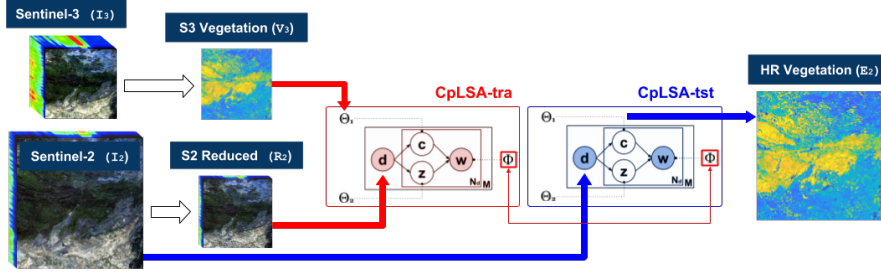 Sentinel-3 (I₃)
S3 Vegetation (V₃)
CpLSA-tra
CpLSA-tst
HR Vegetation (E₂)
Θ₁
c
d
w
z
Φ
N_d M
Θ₂
Θ₁
c
d
w
z
Φ
N_d M
Θ₂
Sentinel-2 (I₂)
S2 Reduced (R₂)